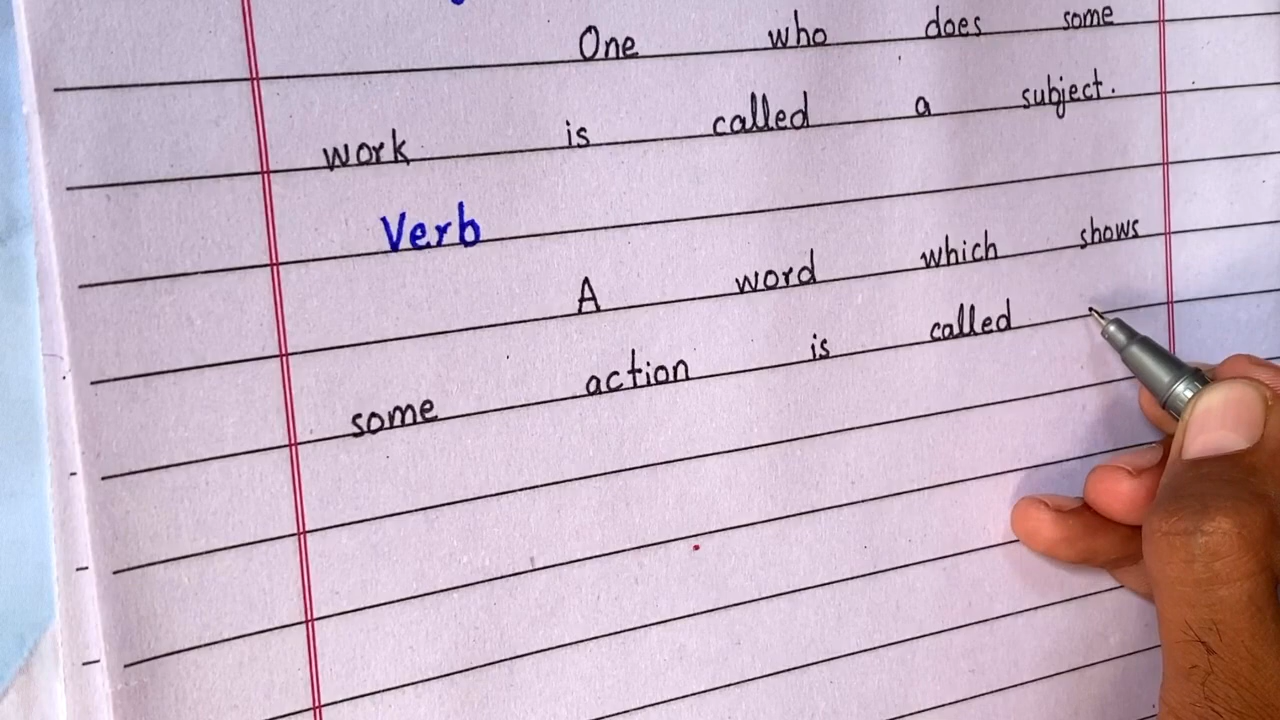 One who does some
work is called a subject.
Verb
A word which shows
some action is called